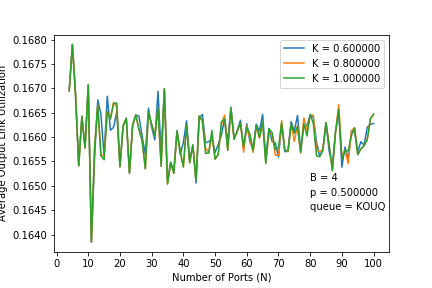 0.1680
0.1675
0.1670
0.1665
0.1660
0.1655
0.1650
0.1645
0.1640
Average Output Link Utilization
K = 0.600000
K = 0.800000
K = 1.000000
B = 4
p = 0.500000
queue = KOUQ
0 10 20 30 40 50 60 70 80 90 100
Number of Ports (N)